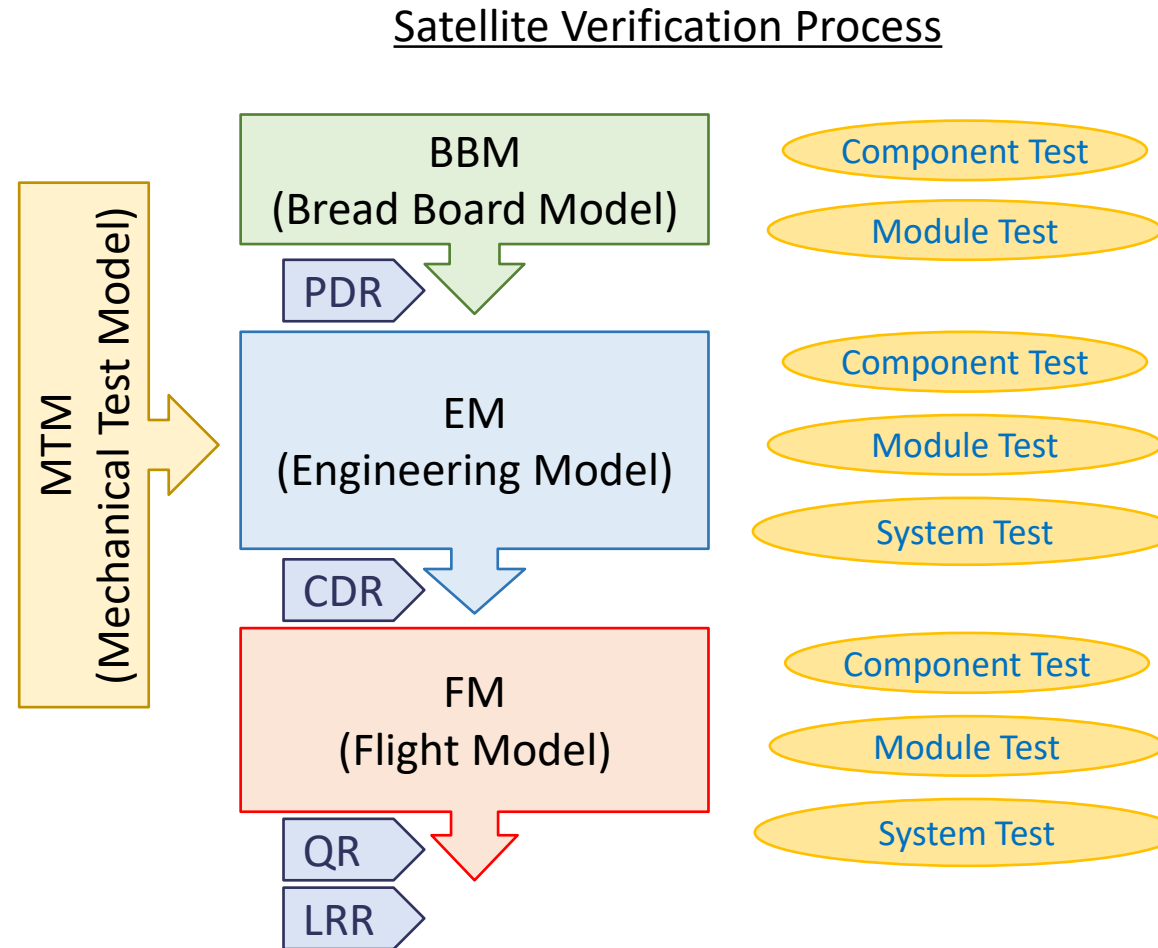 Satellite Verification Process
BBM
(Bread Board Model)
Component Test
Module Test
PDR
MTM
(Mechanical Test Model)
EM
(Engineering Model)
Component Test
Module Test
System Test
CDR
FM
(Flight Model)
Component Test
Module Test
System Test
QR
LRR